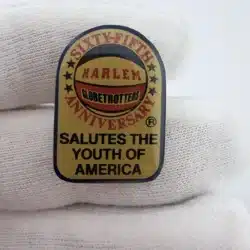 SIXTY-FIFTH
HARLEM
GLOBETROTTERS
ANNIVERSARY
®
SALUTES THE
YOUTH OF
AMERICA